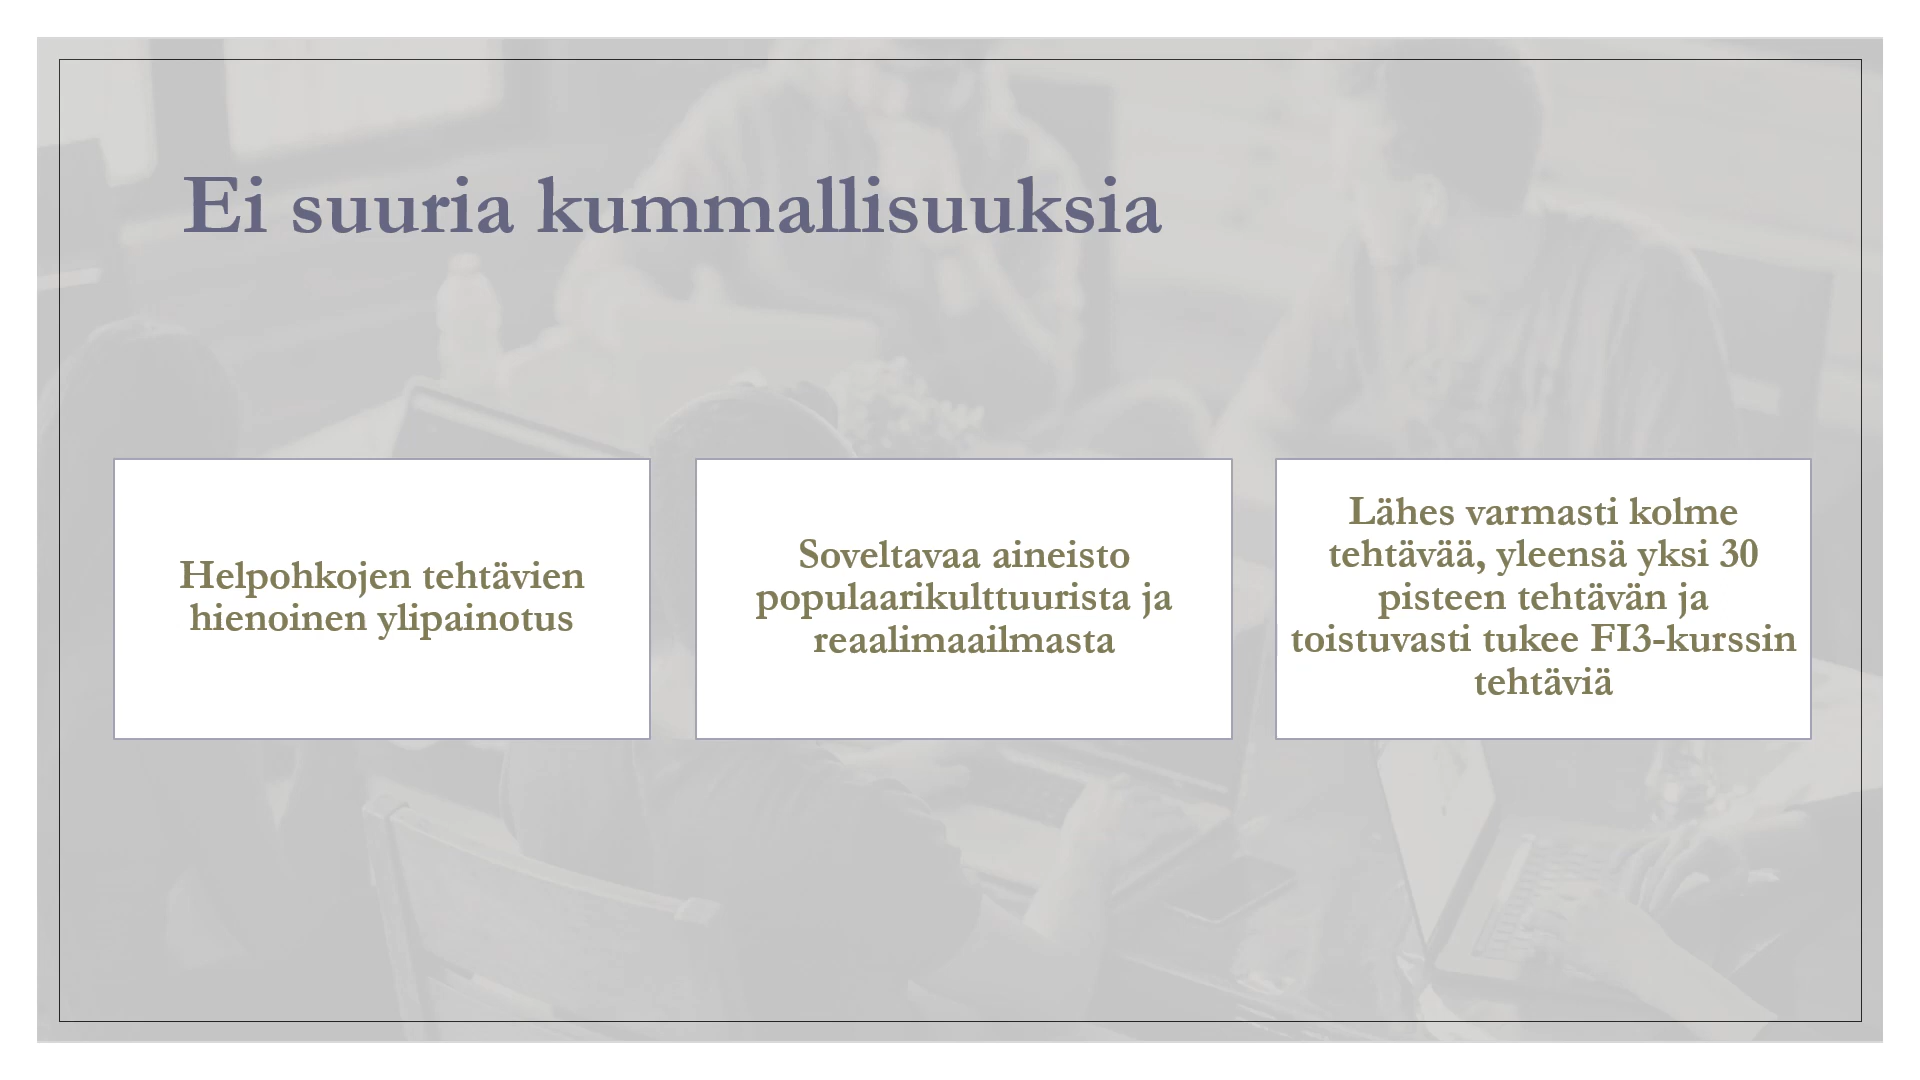 Ei suuria kummallisuuksia
Helpohkojen tehtävien
hienoinen ylipainotus
Soveltavaa aineisto
populaarikulttuurista ja
reaalimaailmasta
Lähes varmasti kolme
tehtävää, yleensä yksi 30
pisteen tehtävän ja
toistuvasti tukee FI3-kurssin
tehtäviä